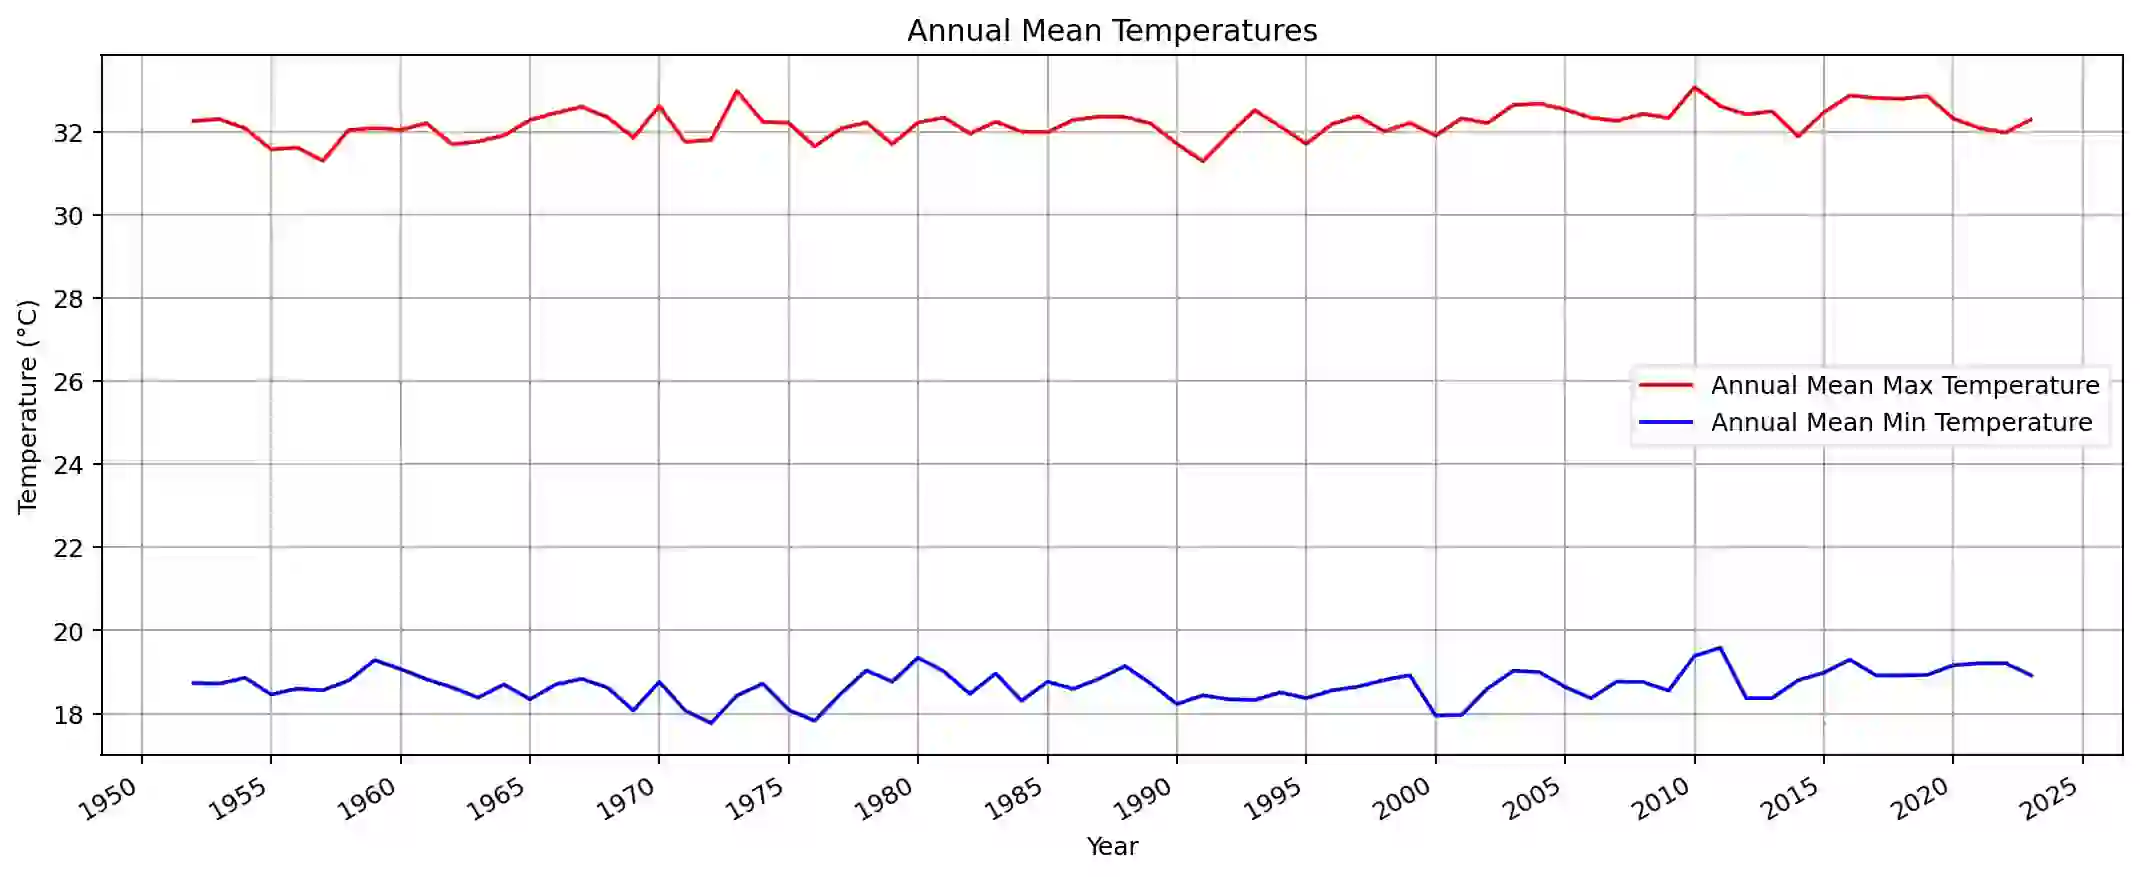 Annual Mean Temperatures
Temperature (°C)
32
30
28
26
24
22
20
18
Annual Mean Max Temperature
Annual Mean Min Temperature
1950 1955 1960 1965 1970 1975 1980 1985 1990 1995 2000 2005 2010 2015 2020 2025
Year